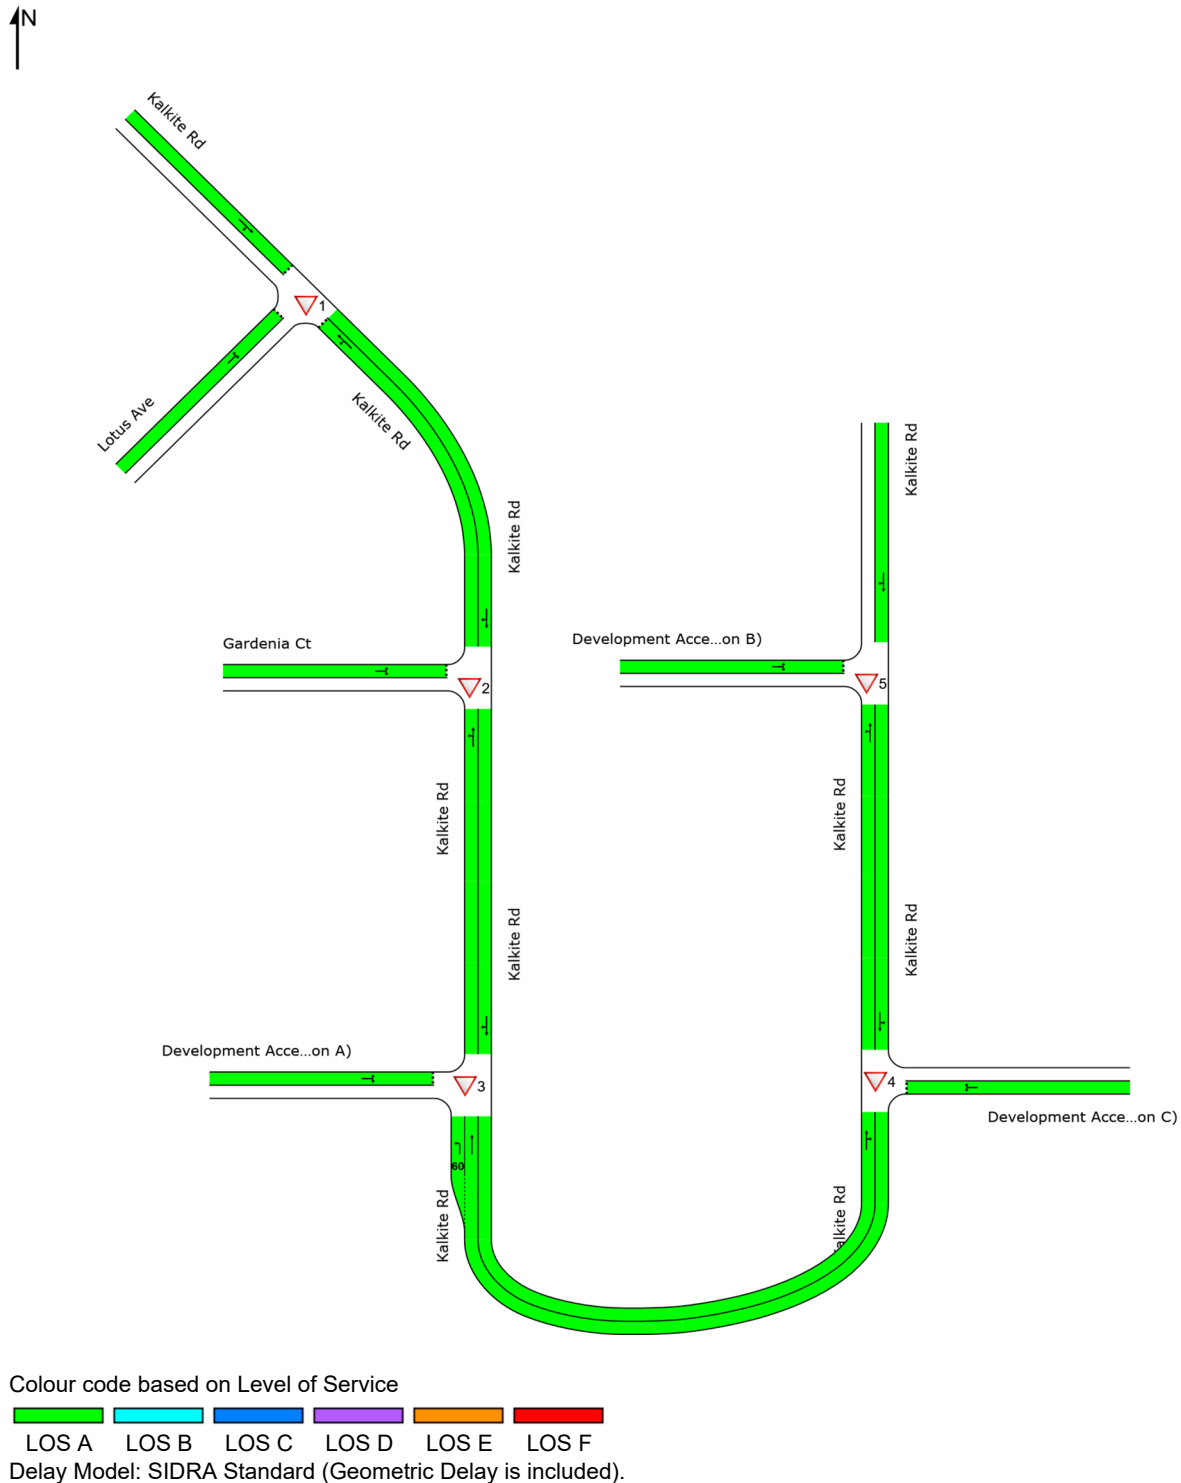 N
Kalkite Rd
1
Kalkite Rd
Lotus Ave
Kalkite Rd
Kalkite Rd
Gardenia Ct
Development Acce...on B)
2
5
Kalkite Rd
Kalkite Rd
Kalkite Rd
Kalkite Rd
Development Acce...on A)
3
4
Development Acce...on C)
60
Kalkite Rd
Kalkite Rd
Colour code based on Level of Service
LOS A LOS B LOS C LOS D LOS E LOS F
Delay Model: SIDRA Standard (Geometric Delay is included).